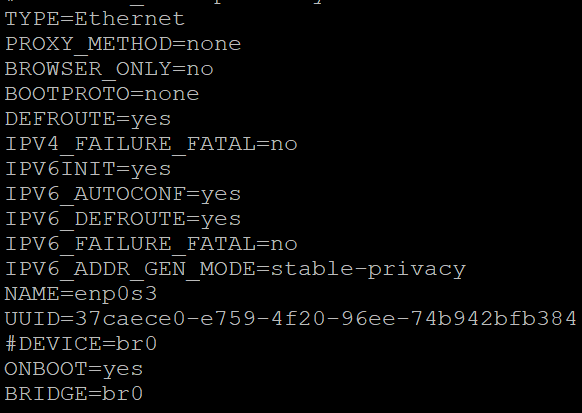 TYPE=Ethernet
PROXY_METHOD=none
BROWSER_ONLY=no
BOOTPROTO=none
DEFROUTE=yes
IPV4_FAILURE_FATAL=no
IPV6INIT=yes
IPV6_AUTOCONF=yes
IPV6_DEFROUTE=yes
IPV6_FAILURE_FATAL=no
IPV6_ADDR_GEN_MODE=stable-privacy
NAME=enp0s3
UUID=37caece0-e759-4f20-96ee-74b942bfb384
#DEVICE=br0
ONBOOT=yes
BRIDGE=br0